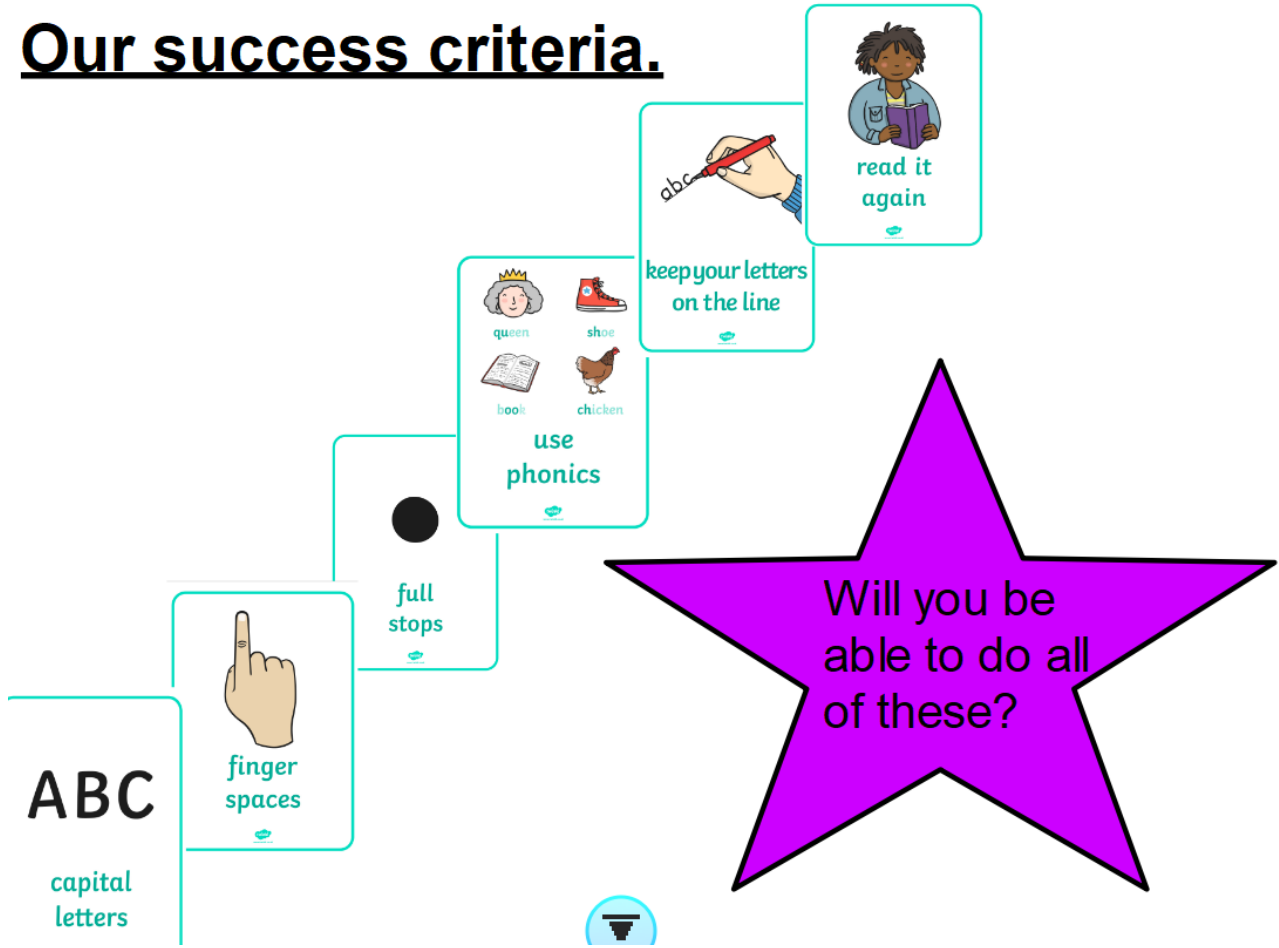 Our success criteria.
read it
again
abc
keep your letters
on the line
queen
shoe
book
chicken
use
phonics
full
stops
Will you be
able to do all
of these?
finger
spaces
ABC
capital
letters